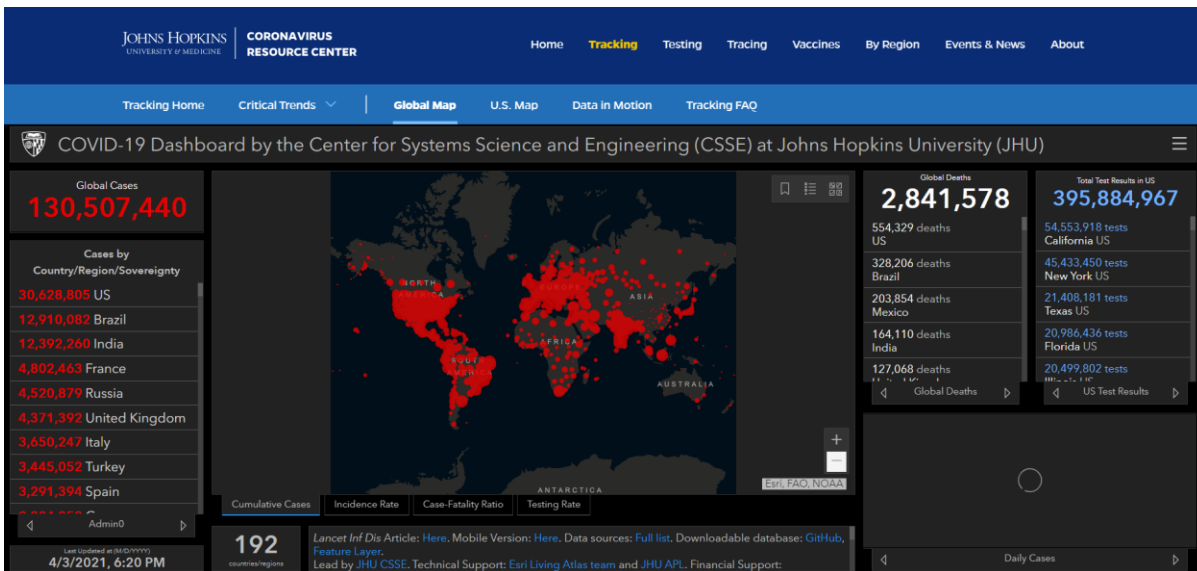 JOHNS HOPKINS
UNIVERSITY & MEDICINE
CORONAVIRUS
RESOURCE CENTER
Home Tracking Testing Tracing Vaccines By Region Events & News About
Tracking Home Critical Trends Global Map U.S. Map Data in Motion Tracking FAQ
COVID-19 Dashboard by the Center for Systems Science and Engineering (CSSE) at Johns Hopkins University (JHU)
Global Cases
130,507,440
Cases by
Country/Region/Sovereignty
30,628,805 US
12,910,082 Brazil
12,392,260 India
4,802,463 France
4,520,879 Russia
4,371,392 United Kingdom
3,650,247 Italy
3,445,052 Turkey
3,291,394 Spain
Admin0
Last Updated at (M/D/YYYY)
4/3/2021, 6:20 PM
NORTH
AMERICA
EUROPE
ASIA
AFRICA
SOUTH
AMERICA
AUSTRALIA
ANTARCTICA
+
−
Esri, FAO, NOAA
Cumulative Cases Incidence Rate Case-Fatality Ratio Testing Rate
192
countries/regions
Lancet Inf Dis Article: Here. Mobile Version: Here. Data sources: Full list. Downloadable database: GitHub,
Feature Layer.
Lead by JHU CSSE. Technical Support: Esri Living Atlas team and JHU APL. Financial Support:
Global Deaths
2,841,578
554,329 deaths
US
328,206 deaths
Brazil
203,854 deaths
Mexico
164,110 deaths
India
127,068 deaths
Global Deaths
Total Test Results in US
395,884,967
54,553,918 tests
California US
45,433,450 tests
New York US
21,408,181 tests
Texas US
20,986,436 tests
Florida US
20,499,802 tests
US Test Results
Daily Cases